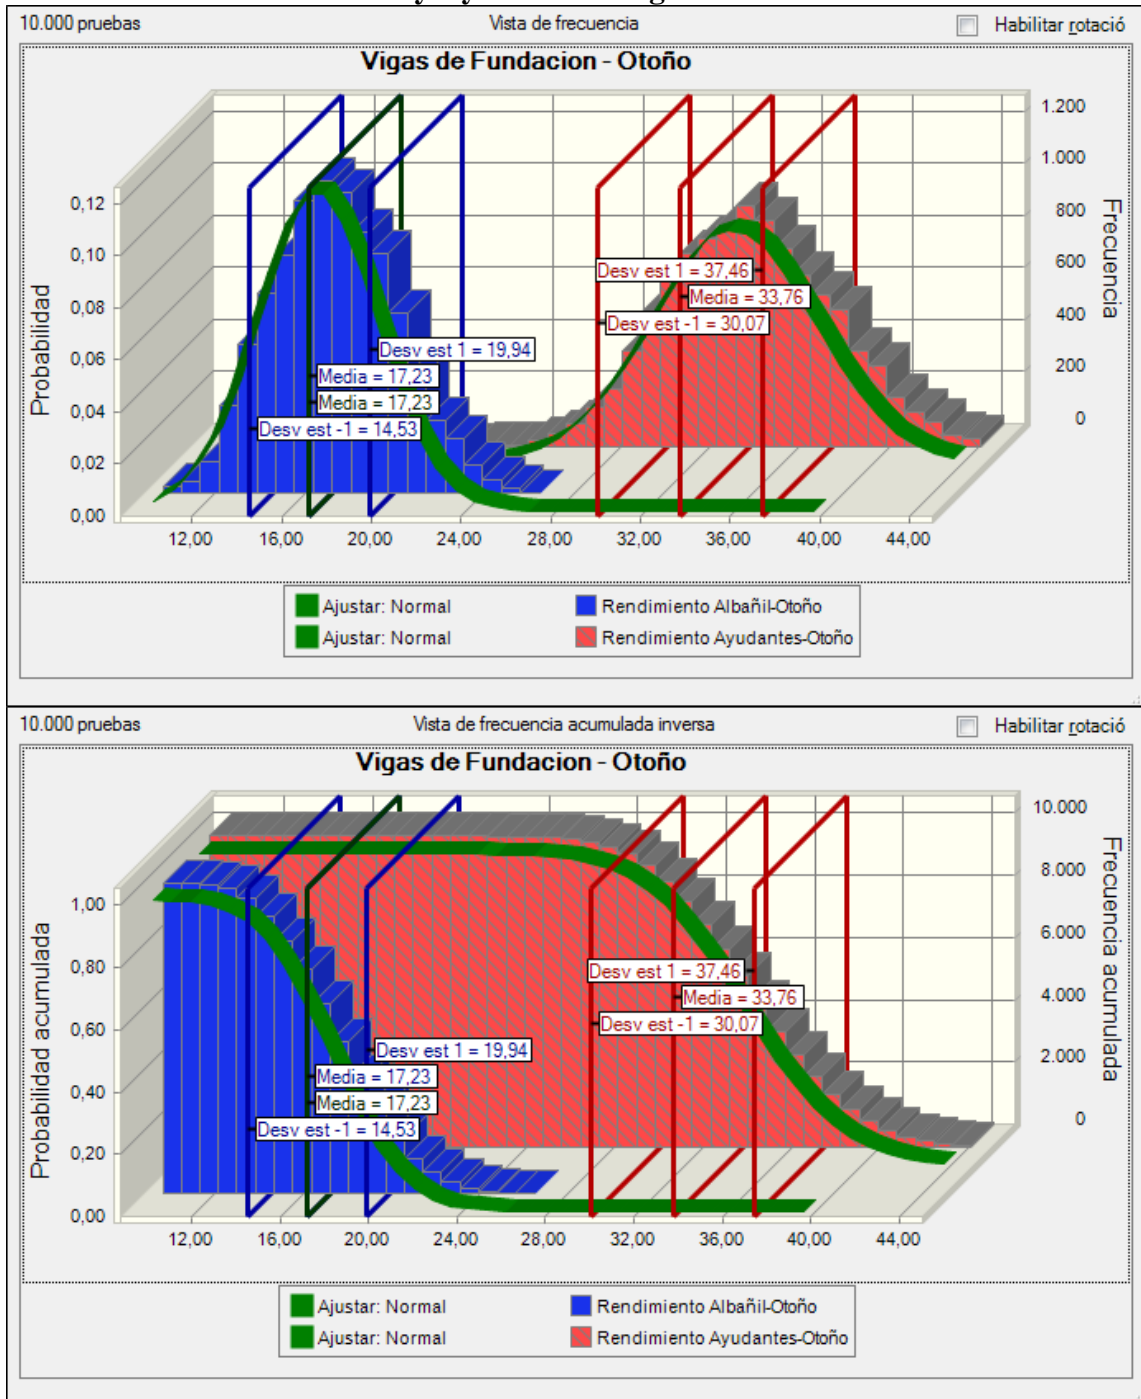 10.000 pruebas Vista de frecuencia Habilitar rotació
Vigas de Fundacion - Otoño
1.200
1.000
800
600
400
200
0
Frecuencia
0,12
0,10
0,08
0,06
0,04
0,02
0,00
Probabilidad
Desv est 1 = 37,46
Media = 33,76
Desv est -1 = 30,07
Desv est 1 = 19,94
Media = 17,23
Media = 17,23
Desv est -1 = 14,53
12,00 16,00 20,00 24,00 28,00 32,00 36,00 40,00 44,00
Ajustar: Normal Rendimiento Albañil-Otoño
Ajustar: Normal Rendimiento Ayudantes-Otoño
10.000 pruebas Vista de frecuencia acumulada inversa Habilitar rotació
Vigas de Fundacion - Otoño
10.000
8.000
6.000
4.000
2.000
0
Frecuencia acumulada
1,00
0,80
0,60
0,40
0,20
0,00
Probabilidad acumulada
Desv est 1 = 37,46
Media = 33,76
Desv est -1 = 30,07
Desv est 1 = 19,94
Media = 17,23
Media = 17,23
Desv est -1 = 14,53
12,00 16,00 20,00 24,00 28,00 32,00 36,00 40,00 44,00
Ajustar: Normal Rendimiento Albañil-Otoño
Ajustar: Normal Rendimiento Ayudantes-Otoño